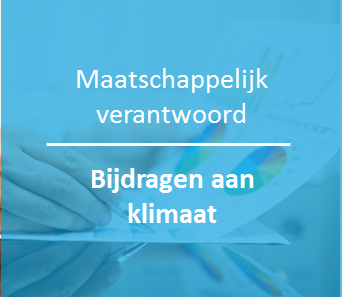 Maatschappelijk
verantwoord
Bijdragen aan
klimaat